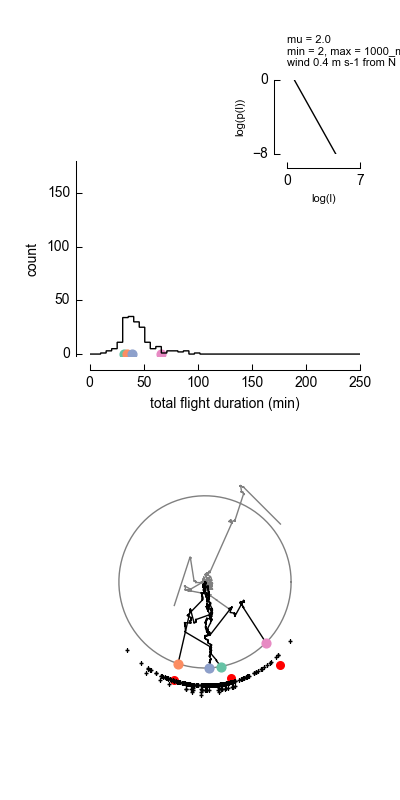 mu = 2.0
min = 2, max = 1000_m
wind 0.4 m s-1 from N
0
log(p(l))
−8
0 7
log(l)
150
100
count
50
0
0 50 100 150 200 250
total flight duration (min)